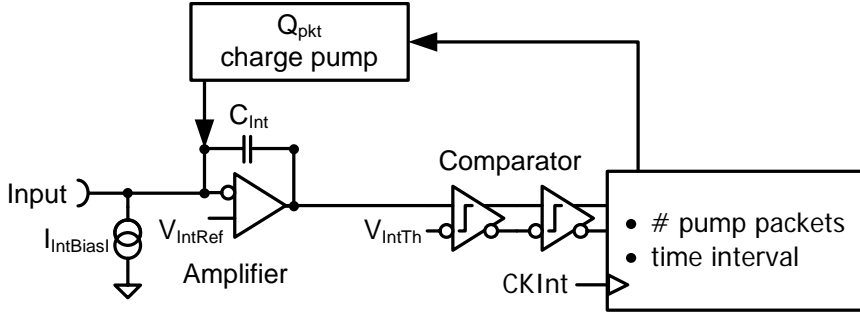 Qpkt
charge pump
CInt
Comparator
Input
IIntBiasI
VIntRef
VIntTh
Amplifier
• # pump packets
• time interval
CKInt